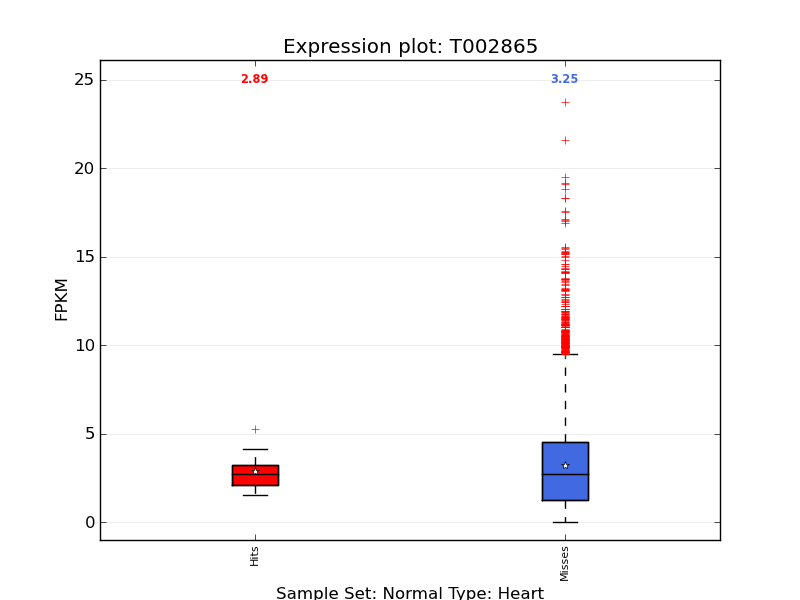 Expression plot: T002865
2.89
3.25
25
20
15
10
5
0
FPKM
Hits
Misses
Sample Set: Normal Type: Heart